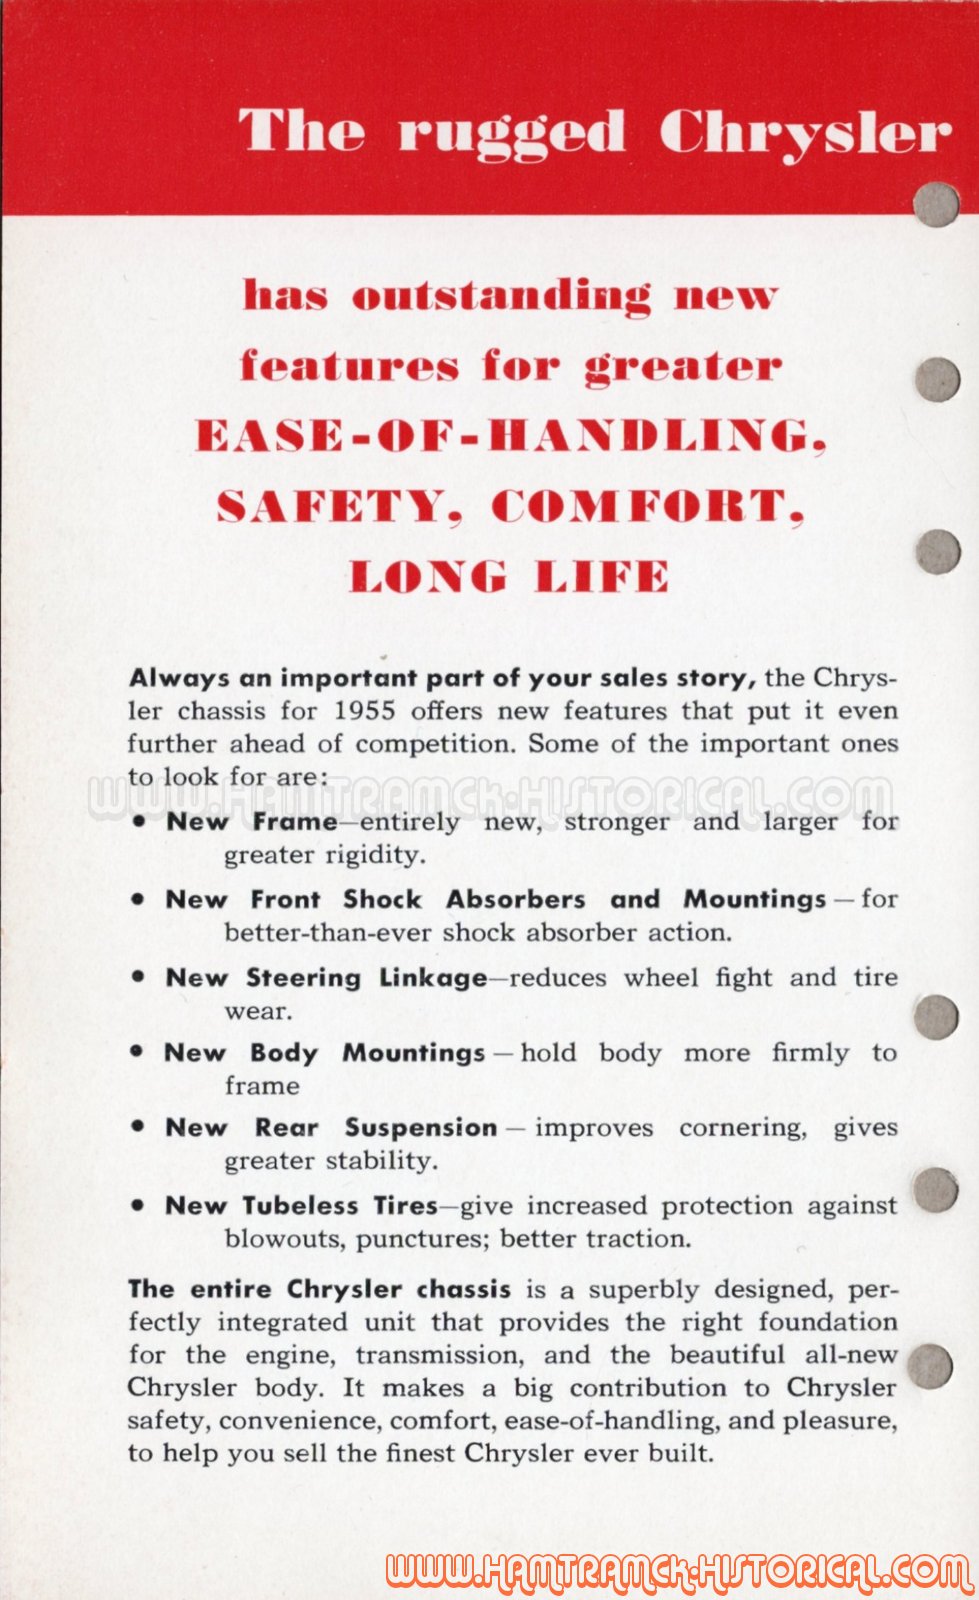 The rugged Chrysler
has outstanding new
features for greater
EASE-OF-HANDLING,
SAFETY, COMFORT,
LONG LIFE
Always an important part of your sales story, the Chrys-
ler chassis for 1955 offers new features that put it even
further ahead of competition. Some of the important ones
to look for are:
www.HAMTRAMCK-HISTORICAL.com
• New Frame—entirely new, stronger and larger for
greater rigidity.
• New Front Shock Absorbers and Mountings — for
better-than-ever shock absorber action.
• New Steering Linkage—reduces wheel fight and tire
wear.
• New Body Mountings — hold body more firmly to
frame
• New Rear Suspension — improves cornering, gives
greater stability.
• New Tubeless Tires—give increased protection against
blowouts, punctures; better traction.
The entire Chrysler chassis is a superbly designed, per-
fectly integrated unit that provides the right foundation
for the engine, transmission, and the beautiful all-new
Chrysler body. It makes a big contribution to Chrysler
safety, convenience, comfort, ease-of-handling, and pleasure,
to help you sell the finest Chrysler ever built.
www.HAMTRAMCK-HISTORICAL.com